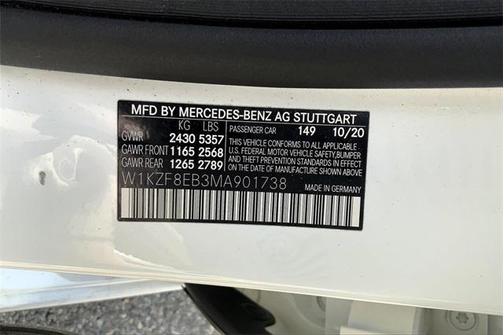 MFD BY MERCEDES-BENZ AG STUTTGART
KG LBS
GVWR 2430 5357
GAWR FRONT 1165 2568
GAWR REAR 1265 2789
PASSENGER CAR 149 10/20
THIS VEHICLE CONFORMS TO ALL APPLICABLE
U.S. FEDERAL MOTOR VEHICLE SAFETY, BUMPER,
AND THEFT PREVENTION STANDARDS IN EFFECT ON
THE DATE OF MANUFACTURE SHOWN ABOVE
W1KZF8EB3MA901738
MADE IN GERMANY